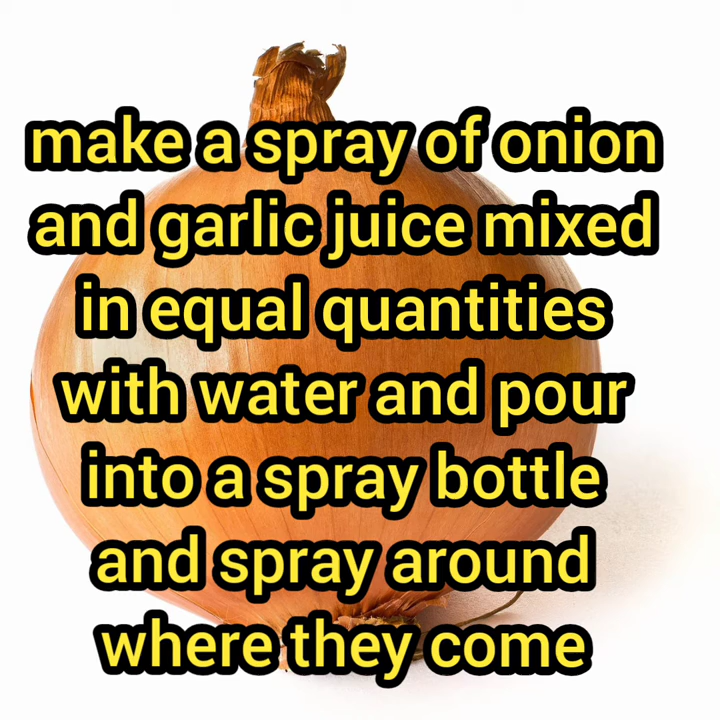 make a spray of onion
and garlic juice mixed
in equal quantities
with water and pour
into a spray bottle
and spray around
where they come